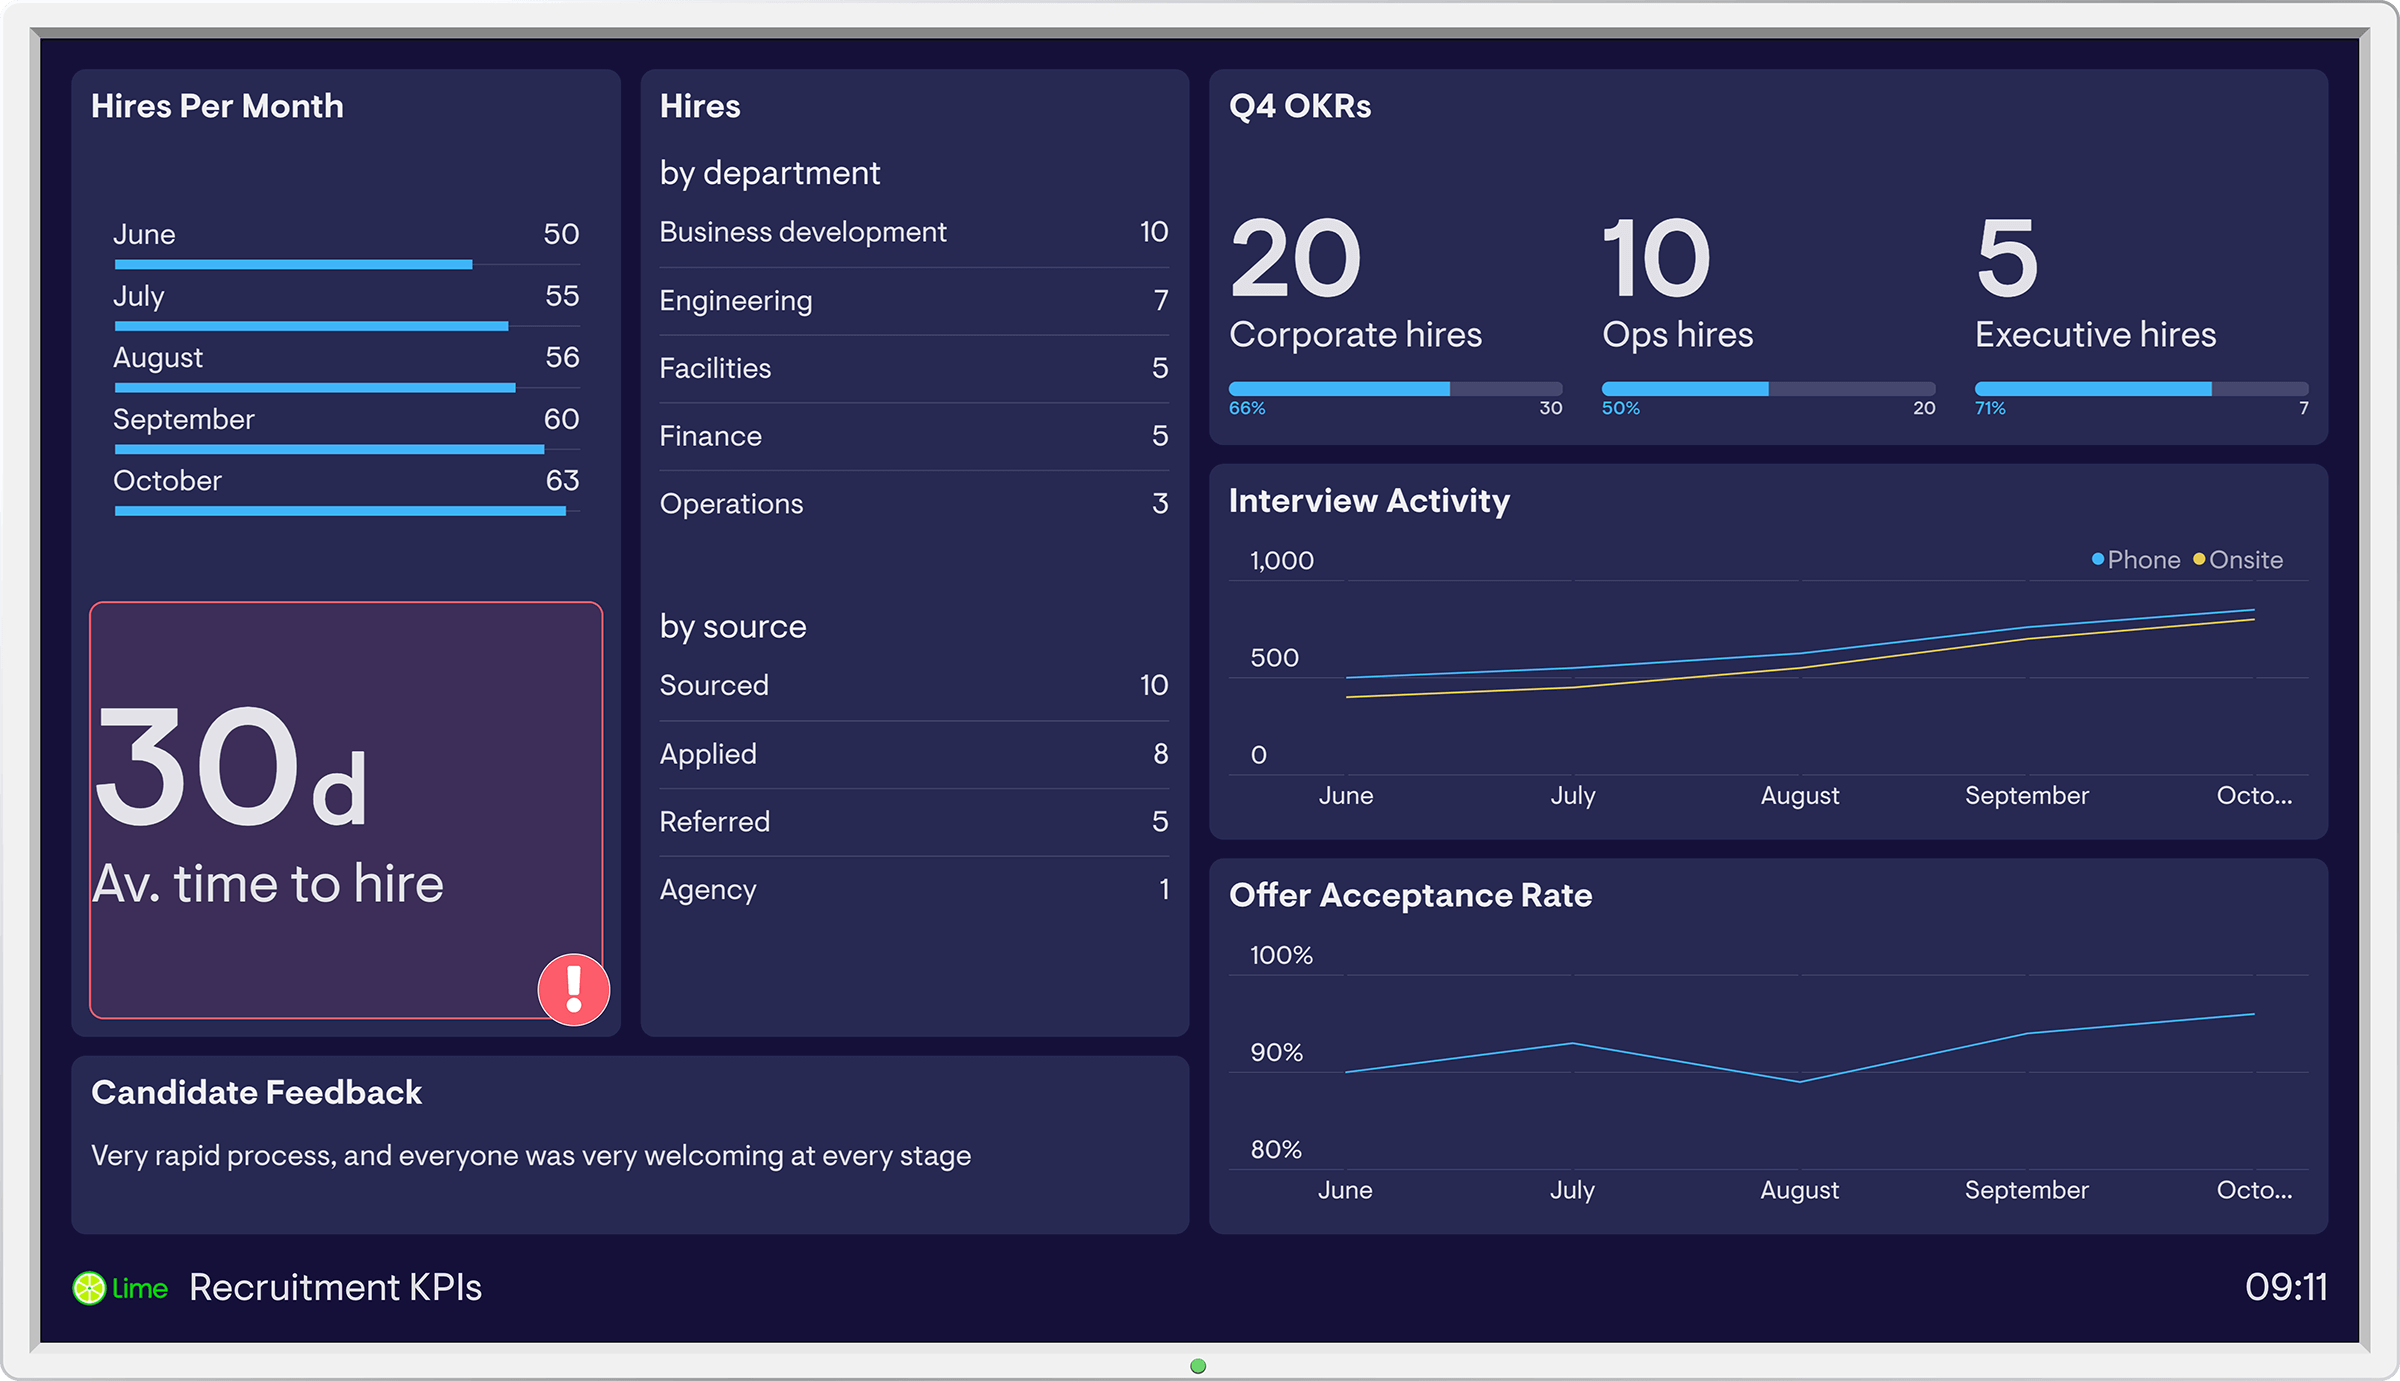 Hires Per Month
June 50
July 55
August 56
September 60
October 63
30d
Av. time to hire
!
Hires
by department
Business development 10
Engineering 7
Facilities 5
Finance 5
Operations 3
by source
Sourced 10
Applied 8
Referred 5
Agency 1
Candidate Feedback
Very rapid process, and everyone was very welcoming at every stage
Q4 OKRs
20 10 5
Corporate hires Ops hires Executive hires
66% 30 50% 20 71% 7
Interview Activity
Phone Onsite
1,000
500
0
June July August September Octo...
Offer Acceptance Rate
100%
90%
80%
June July August September Octo...
Lime Recruitment KPIs 09:11